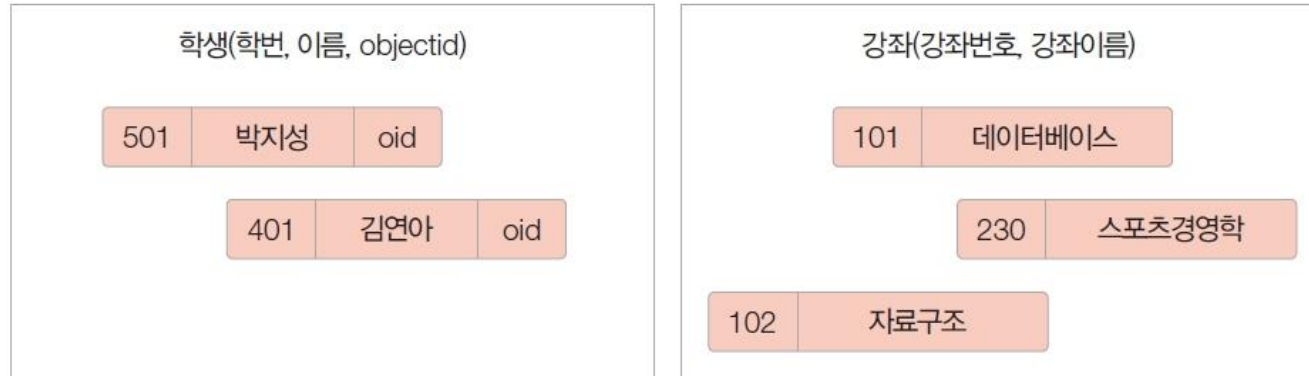 학생(학번, 이름, objectid)
501 박지성 oid
401 김연아 oid
강좌(강좌번호, 강좌이름)
101 데이터베이스
230 스포츠경영학
102 자료구조